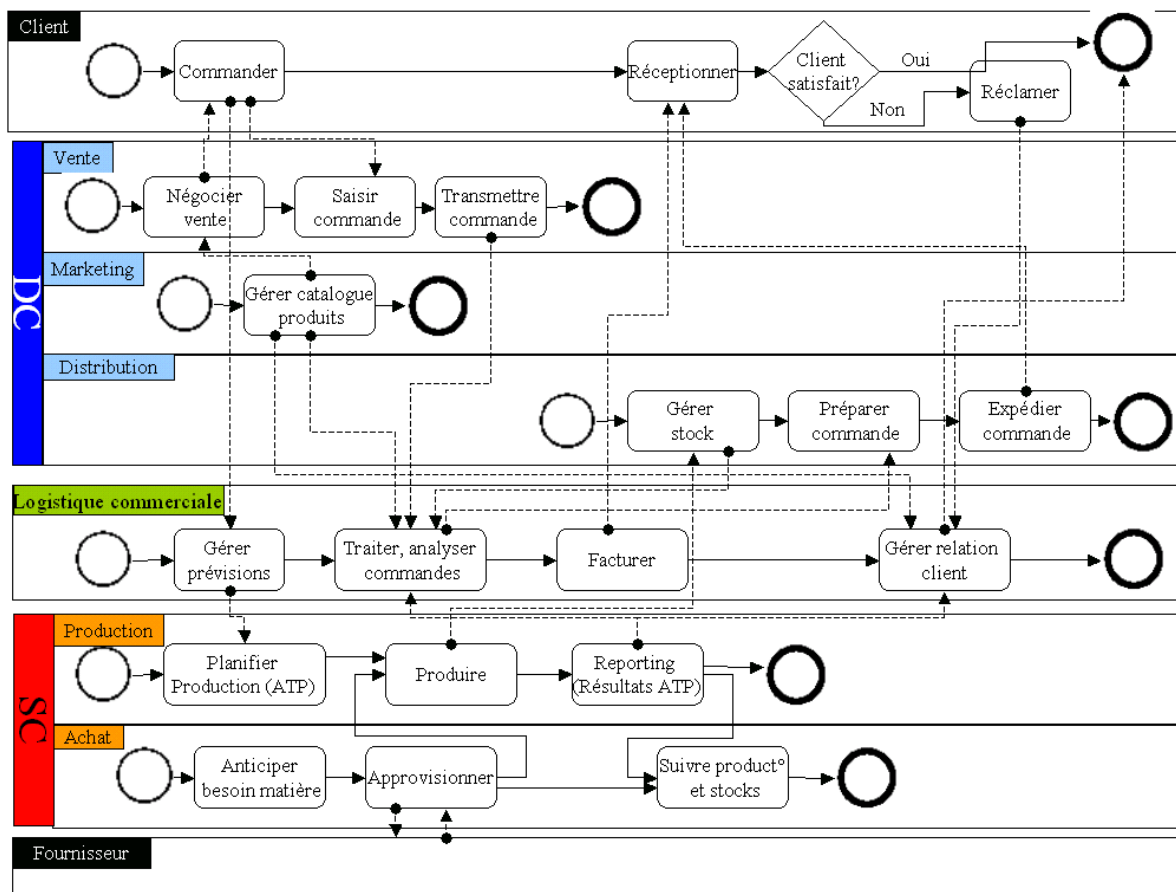 Client
Commander
Réceptionner
Client
satisfait?
Oui
Non
Réclamer
DC
Vente
Négocier
vente
Saisir
commande
Transmettre
commande
Marketing
Gérer catalogue
produits
Distribution
Gérer
stock
Préparer
commande
Expédier
commande
Logistique commerciale
Gérer
prévisions
Traiter, analyser
commandes
Facturer
Gérer relation
client
SC
Production
Planifier
Production (ATP)
Produire
Reporting
(Résultats ATP)
Achat
Anticiper
besoin matière
Approvisionner
Suivre product°
et stocks
Fournisseur